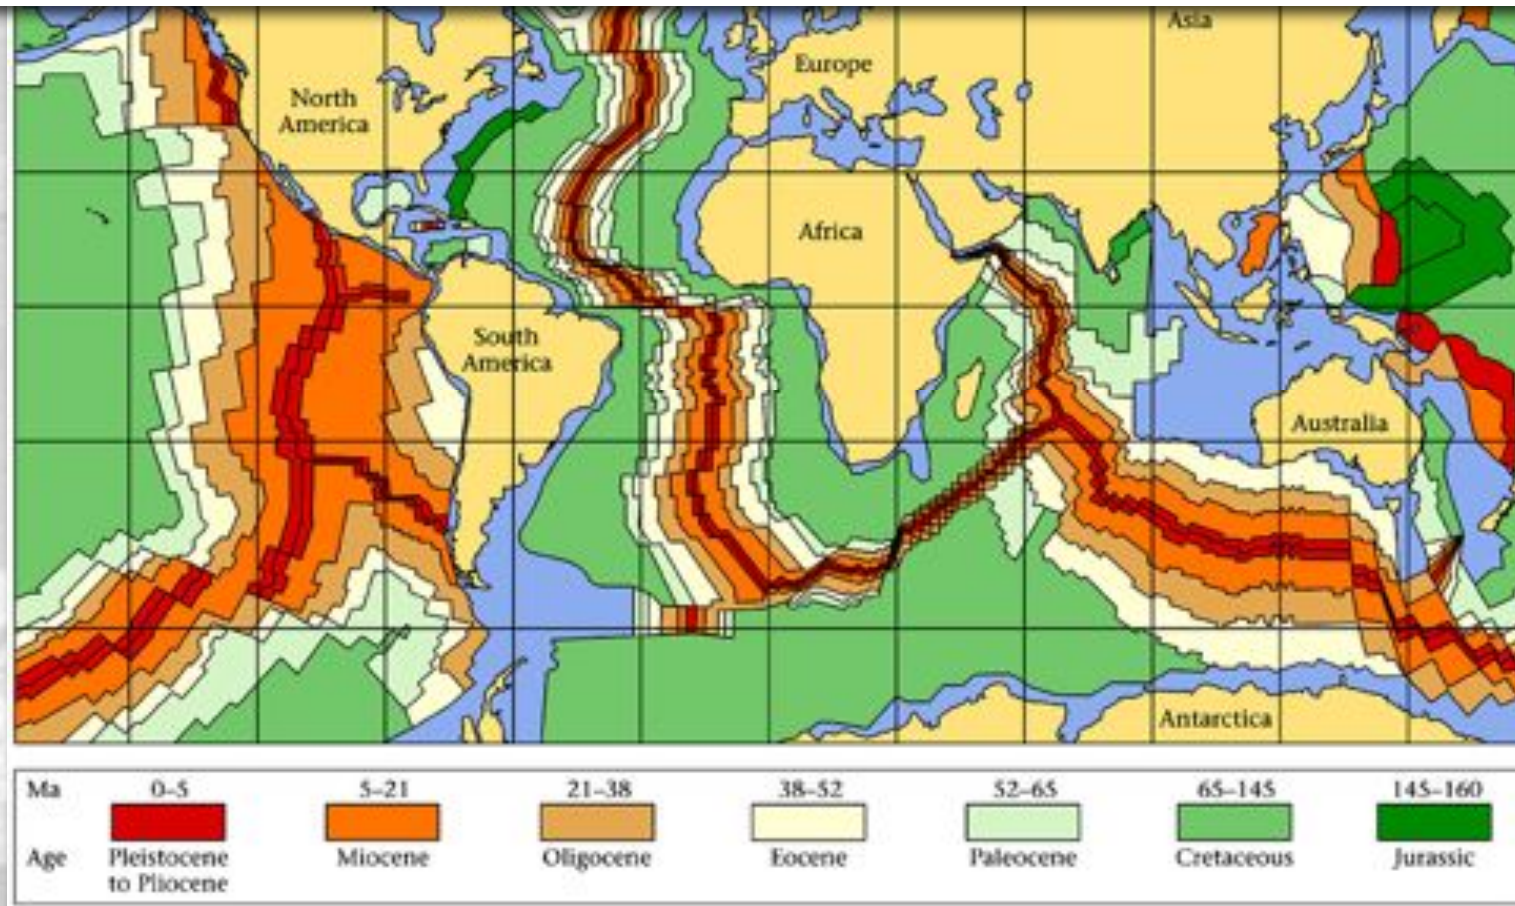 Asia
Europe
North
America
Africa
South
America
Australia
Antarctica
Ma 0–5 5–21 21–38 38–52 52–65 65–145 145–160
Age Pleistocene Miocene Oligocene Eocene Paleocene Cretaceous Jurassic
to Pliocene